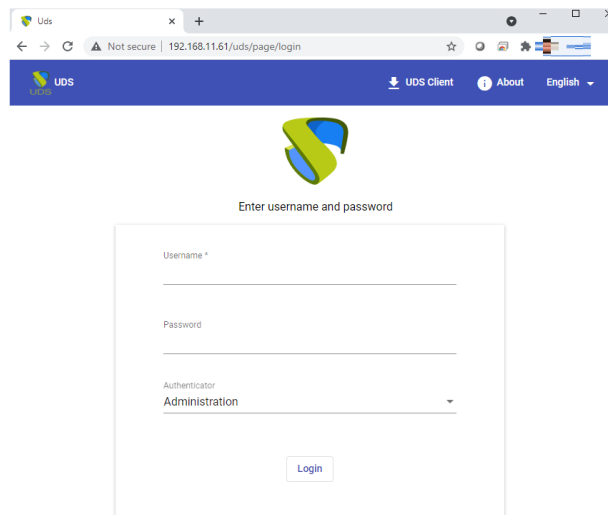 Uds
Not secure | 192.168.11.61/uds/page/login
UDS UDS UDS Client About English
Enter username and password
Username *
Password
Authenticator
Administration
Login